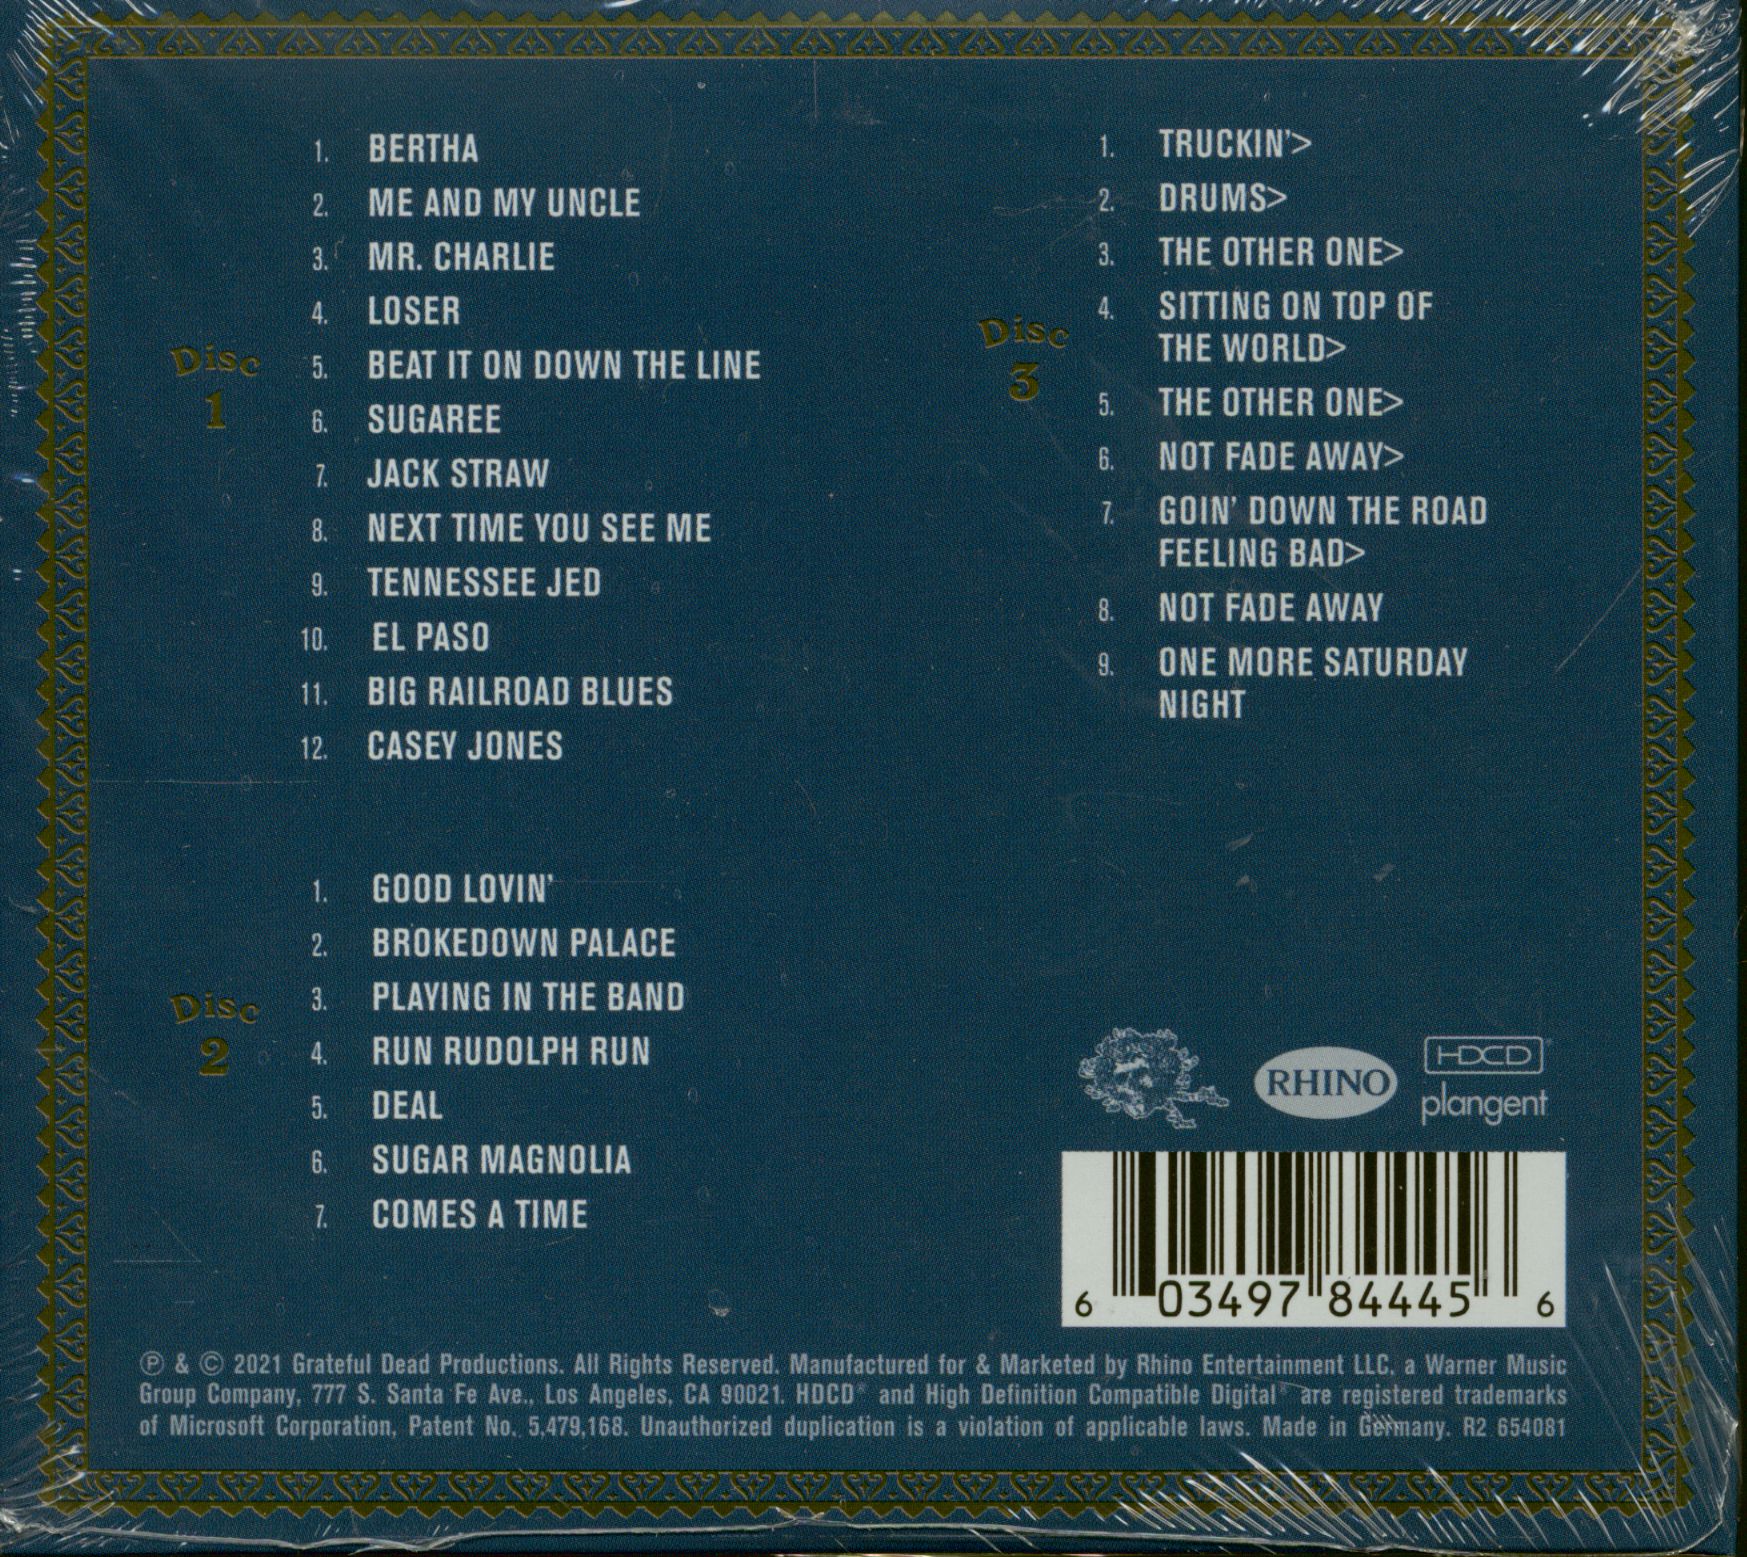 Disc
1
1. BERTHA
2. ME AND MY UNCLE
3. MR. CHARLIE
4. LOSER
5. BEAT IT ON DOWN THE LINE
6. SUGAREE
7. JACK STRAW
8. NEXT TIME YOU SEE ME
9. TENNESSEE JED
10. EL PASO
11. BIG RAILROAD BLUES
12. CASEY JONES
Disc
2
1. GOOD LOVIN'
2. BROKEDOWN PALACE
3. PLAYING IN THE BAND
4. RUN RUDOLPH RUN
5. DEAL
6. SUGAR MAGNOLIA
7. COMES A TIME
Disc
3
1. TRUCKIN'>
2. DRUMS>
3. THE OTHER ONE>
4. SITTING ON TOP OF
THE WORLD>
5. THE OTHER ONE>
6. NOT FADE AWAY>
7. GOIN' DOWN THE ROAD
FEELING BAD>
8. NOT FADE AWAY
9. ONE MORE SATURDAY
NIGHT
RHINO
HDCD
plangent
6 03497 84445 6
℗ & © 2021 Grateful Dead Productions. All Rights Reserved. Manufactured for & Marketed by Rhino Entertainment LLC, a Warner Music
Group Company, 777 S. Santa Fe Ave., Los Angeles, CA 90021. HDCD® and High Definition Compatible Digital® are registered trademarks
of Microsoft Corporation, Patent No. 5,479,168. Unauthorized duplication is a violation of applicable laws. Made in Germany. R2 654081